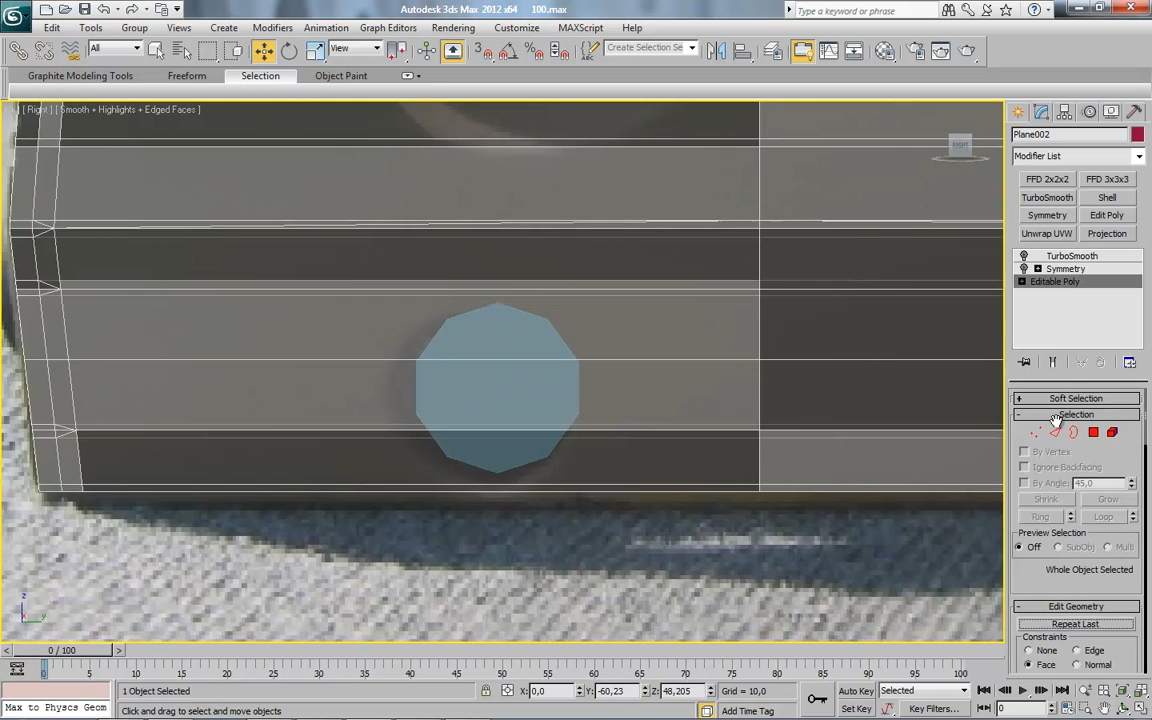 Autodesk 3ds Max 2012 x64 100.max
Type a keyword or phrase
Edit Tools Group Views Create Modifiers Animation Graph Editors Rendering Customize MAXScript Help
All View Create Selection Se
Graphite Modeling Tools Freeform Selection Object Paint
[ Right ] [ Smooth + Highlights + Edged Faces ]
RIGHT
Plane002
Modifier List
FFD 2x2x2 FFD 3x3x3
TurboSmooth Shell
Symmetry Edit Poly
Unwrap UVW Projection
TurboSmooth
Symmetry
Editable Poly
+ Soft Selection
- Selection
By Vertex
Ignore Backfacing
By Angle: 45,0
Shrink Grow
Ring Loop
Preview Selection
Off SubObj Multi
Whole Object Selected
- Edit Geometry
Repeat Last
Constraints
None Edge
Face Normal
z
x y
< 0 / 100 >
0 5 10 15 20 25 30 35 40 45 50 55 60 65 70 75 80 85 90 95 100
1 Object Selected X: 0,0 Y: -60,23 Z: 48,205 Grid = 10,0 Auto Key Selected
Max to Physcs Geom Click and drag to select and move objects Add Time Tag Set Key Key Filters... 0